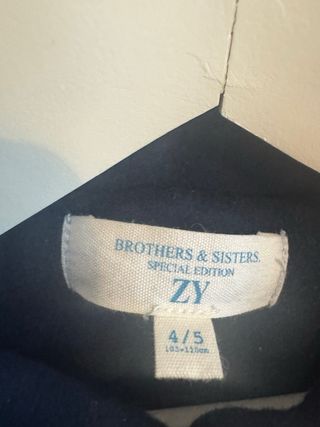 BROTHERS & SISTERS.
SPECIAL EDITION
ZY
4/5
103-110cm